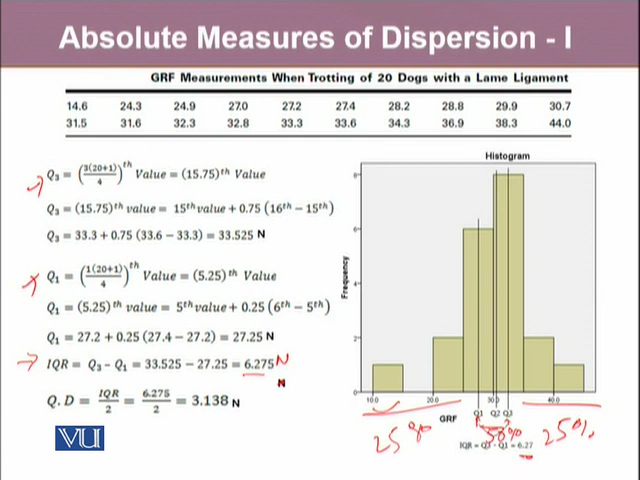 Absolute Measures of Dispersion - I
GRF Measurements When Trotting of 20 Dogs with a Lame Ligament
14.6 24.3 24.9 27.0 27.2 27.4 28.2 28.8 29.9 30.7
31.5 31.6 32.3 32.8 33.3 33.6 34.3 36.9 38.3 44.0
Q₃ = (3(20+1)/4)ᵗʰ Value = (15.75)ᵗʰ Value
Q₃ = (15.75)ᵗʰ value = 15ᵗʰ value + 0.75 (16ᵗʰ − 15ᵗʰ)
Q₃ = 33.3 + 0.75 (33.6 − 33.3) = 33.525 N
Q₁ = (1(20+1)/4)ᵗʰ Value = (5.25)ᵗʰ Value
Q₁ = (5.25)ᵗʰ value = 5ᵗʰ value + 0.25 (6ᵗʰ − 5ᵗʰ)
Q₁ = 27.2 + 0.25 (27.4 − 27.2) = 27.25 N
IQR = Q₃ - Q₁ = 33.525 − 27.25 = 6.275 N
N
Q.D = IQR/2 = 6.275/2 = 3.138 N
VU
Histogram
Frequency
8
6
4
2
0
10.0 20.0 30.0 40.0
Q1 Q2 Q3
GRF
25% 50% 25%
IQR = Q3 - Q1 = 6.27